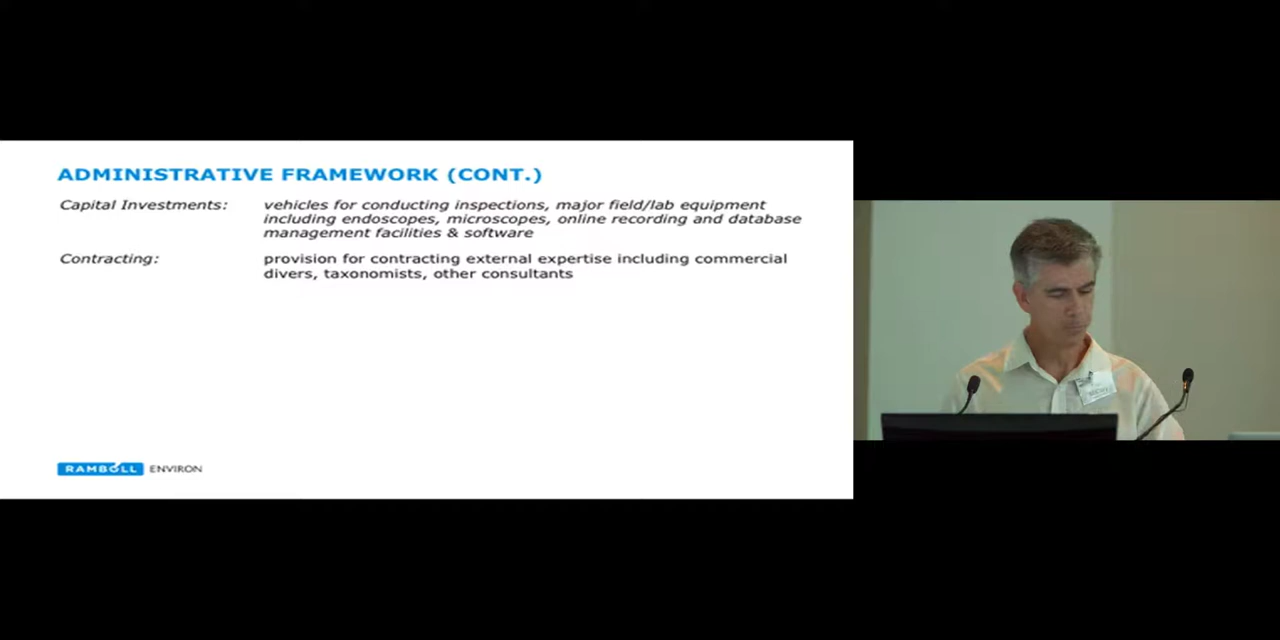 ADMINISTRATIVE FRAMEWORK (CONT.)
Capital Investments: vehicles for conducting inspections, major field/lab equipment
including endoscopes, microscopes, online recording and database
management facilities & software
Contracting: provision for contracting external expertise including commercial
divers, taxonomists, other consultants
RAMBOLL ENVIRON